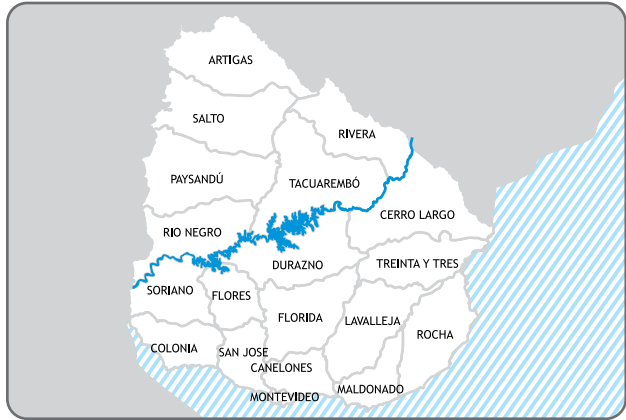 ARTIGAS
SALTO
RIVERA
PAYSANDÚ
TACUAREMBÓ
CERRO LARGO
RIO NEGRO
DURAZNO
TREINTA Y TRES
SORIANO
FLORES
FLORIDA
LAVALLEJA
ROCHA
COLONIA
SAN JOSE
CANELONES
MALDONADO
MONTEVIDEO